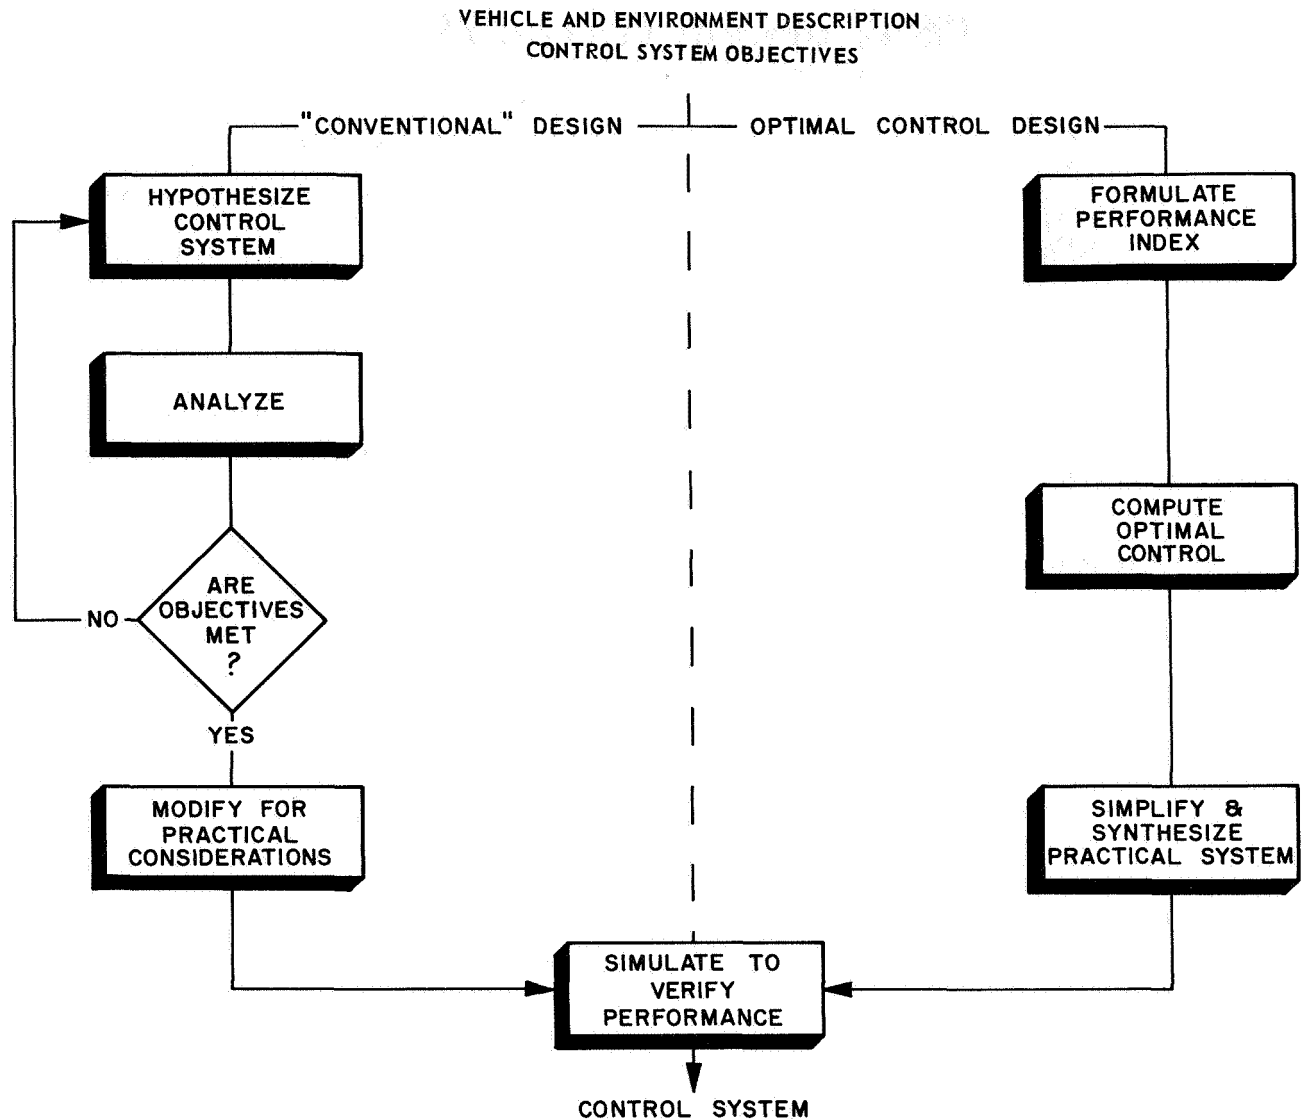 VEHICLE AND ENVIRONMENT DESCRIPTION
CONTROL SYSTEM OBJECTIVES
"CONVENTIONAL" DESIGN
OPTIMAL CONTROL DESIGN
HYPOTHESIZE
CONTROL
SYSTEM
FORMULATE
PERFORMANCE
INDEX
ANALYZE
COMPUTE
OPTIMAL
CONTROL
ARE
OBJECTIVES
MET
?
NO
YES
MODIFY FOR
PRACTICAL
CONSIDERATIONS
SIMPLIFY &
SYNTHESIZE
PRACTICAL SYSTEM
SIMULATE TO
VERIFY
PERFORMANCE
CONTROL SYSTEM